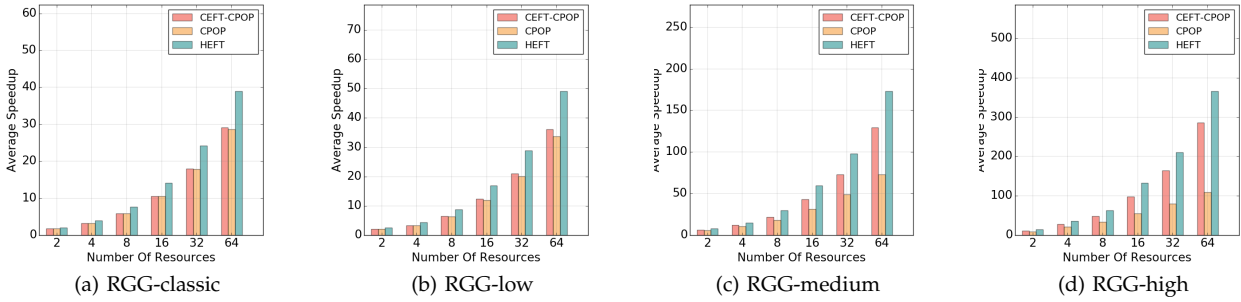 60
50
40
30
20
10
0
Average Speedup
CEFT-CPOP
CPOP
HEFT
2 4 8 16 32 64
Number Of Resources
(a) RGG-classic
70
60
50
40
30
20
10
0
Average Speedup
CEFT-CPOP
CPOP
HEFT
2 4 8 16 32 64
Number Of Resources
(b) RGG-low
250
200
150
100
50
0
Average Speedup
CEFT-CPOP
CPOP
HEFT
2 4 8 16 32 64
Number Of Resources
(c) RGG-medium
500
400
300
200
100
0
Average Speedup
CEFT-CPOP
CPOP
HEFT
2 4 8 16 32 64
Number Of Resources
(d) RGG-high